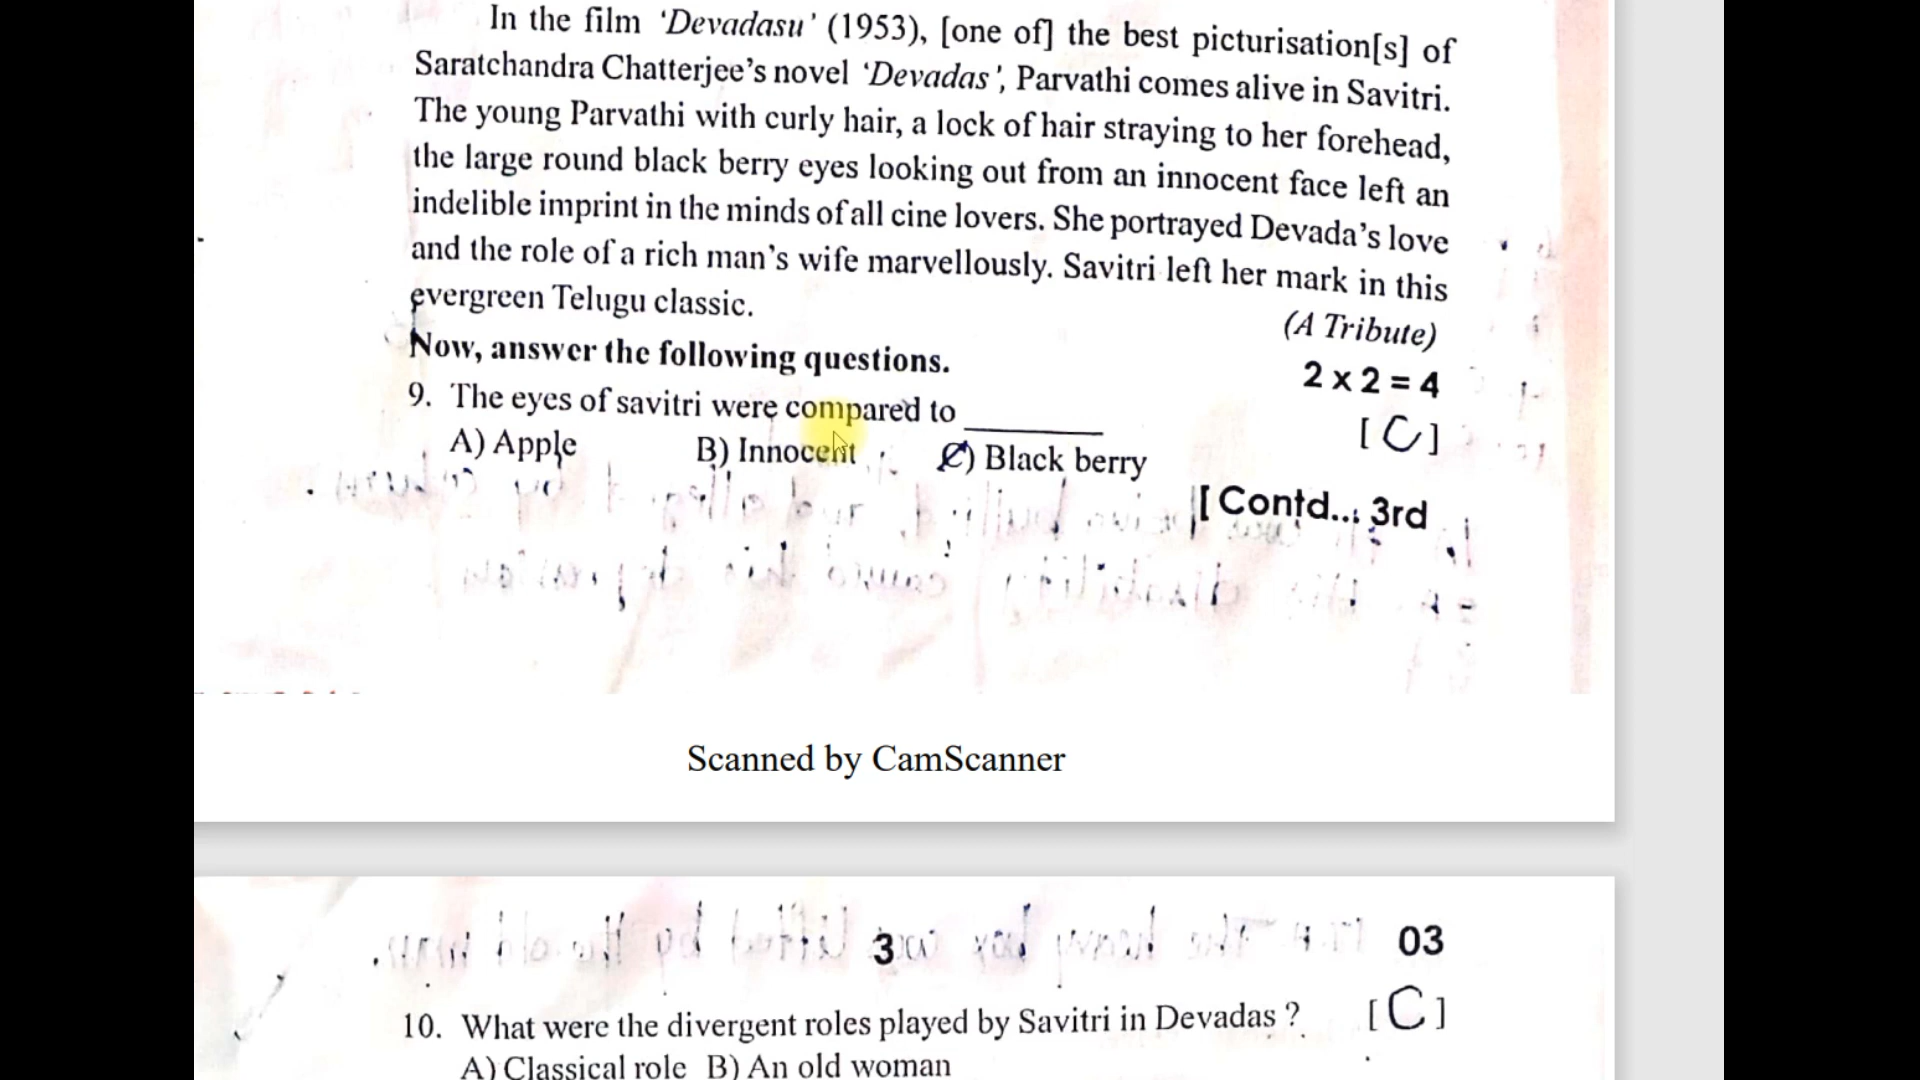 In the film ‘Devadasu’ (1953), [one of] the best picturisation[s] of
Saratchandra Chatterjee’s novel ‘Devadas’, Parvathi comes alive in Savitri.
The young Parvathi with curly hair, a lock of hair straying to her forehead,
the large round black berry eyes looking out from an innocent face left an
indelible imprint in the minds of all cine lovers. She portrayed Devada’s love
and the role of a rich man’s wife marvellously. Savitri left her mark in this
evergreen Telugu classic.
(A Tribute)
Now, answer the following questions.
2 x 2 = 4
9. The eyes of savitri were compared to ________ [C]
A) Apple B) Innocent C) Black berry
[Contd... 3rd
Scanned by CamScanner
3 03
10. What were the divergent roles played by Savitri in Devadas ? [C]
A) Classical role B) An old woman